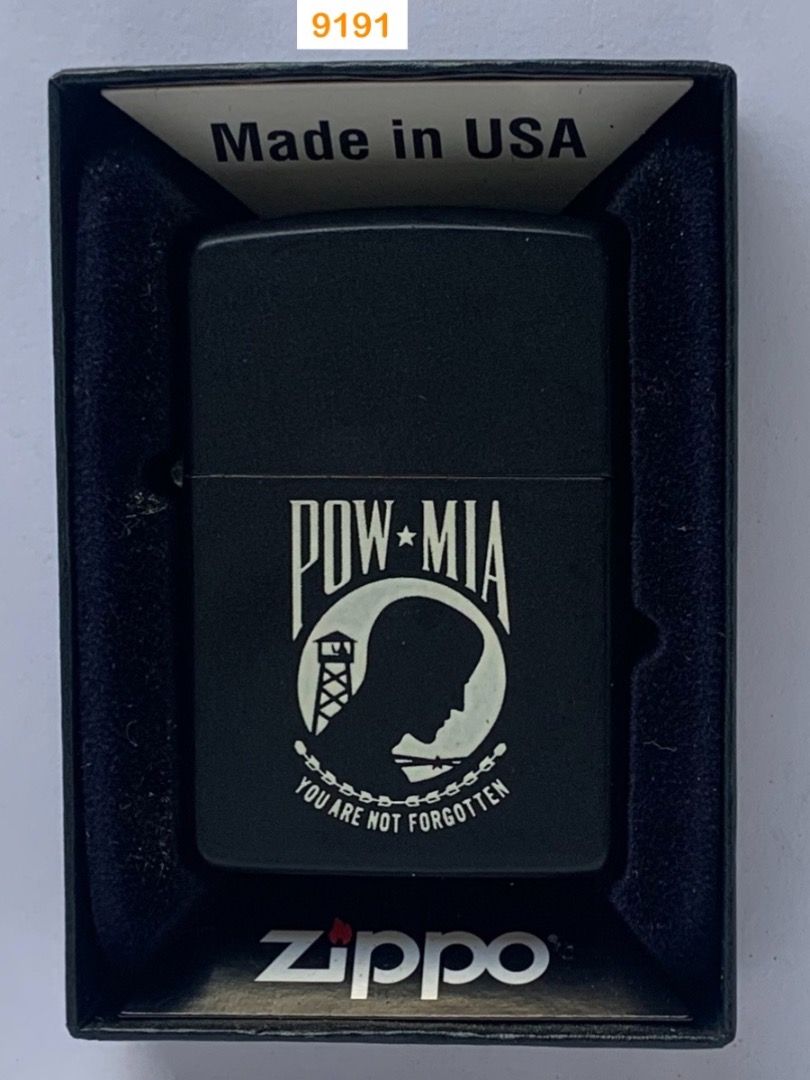 9191
Made in USA
POW★MIA
YOU ARE NOT FORGOTTEN
zippo